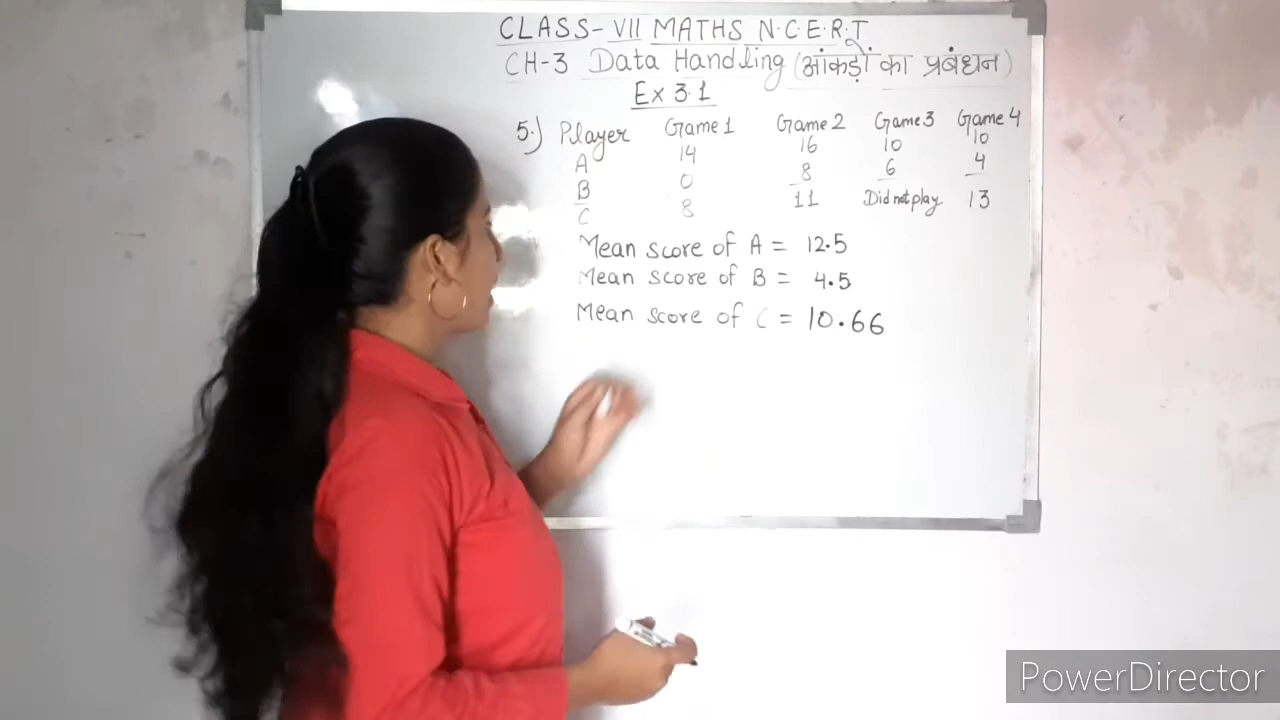 CLASS-VII MATHS N.C.E.R.T
CH-3 Data Handling (आंकड़ों का प्रबंधन)
Ex 3.1
5.) Player Game 1 Game 2 Game 3 Game 4
A 14 16 10 10
B 0 8 6 4
C 8 11 Did not play 13
Mean score of A = 12.5
Mean score of B = 4.5
Mean score of C = 10.66
PowerDirector